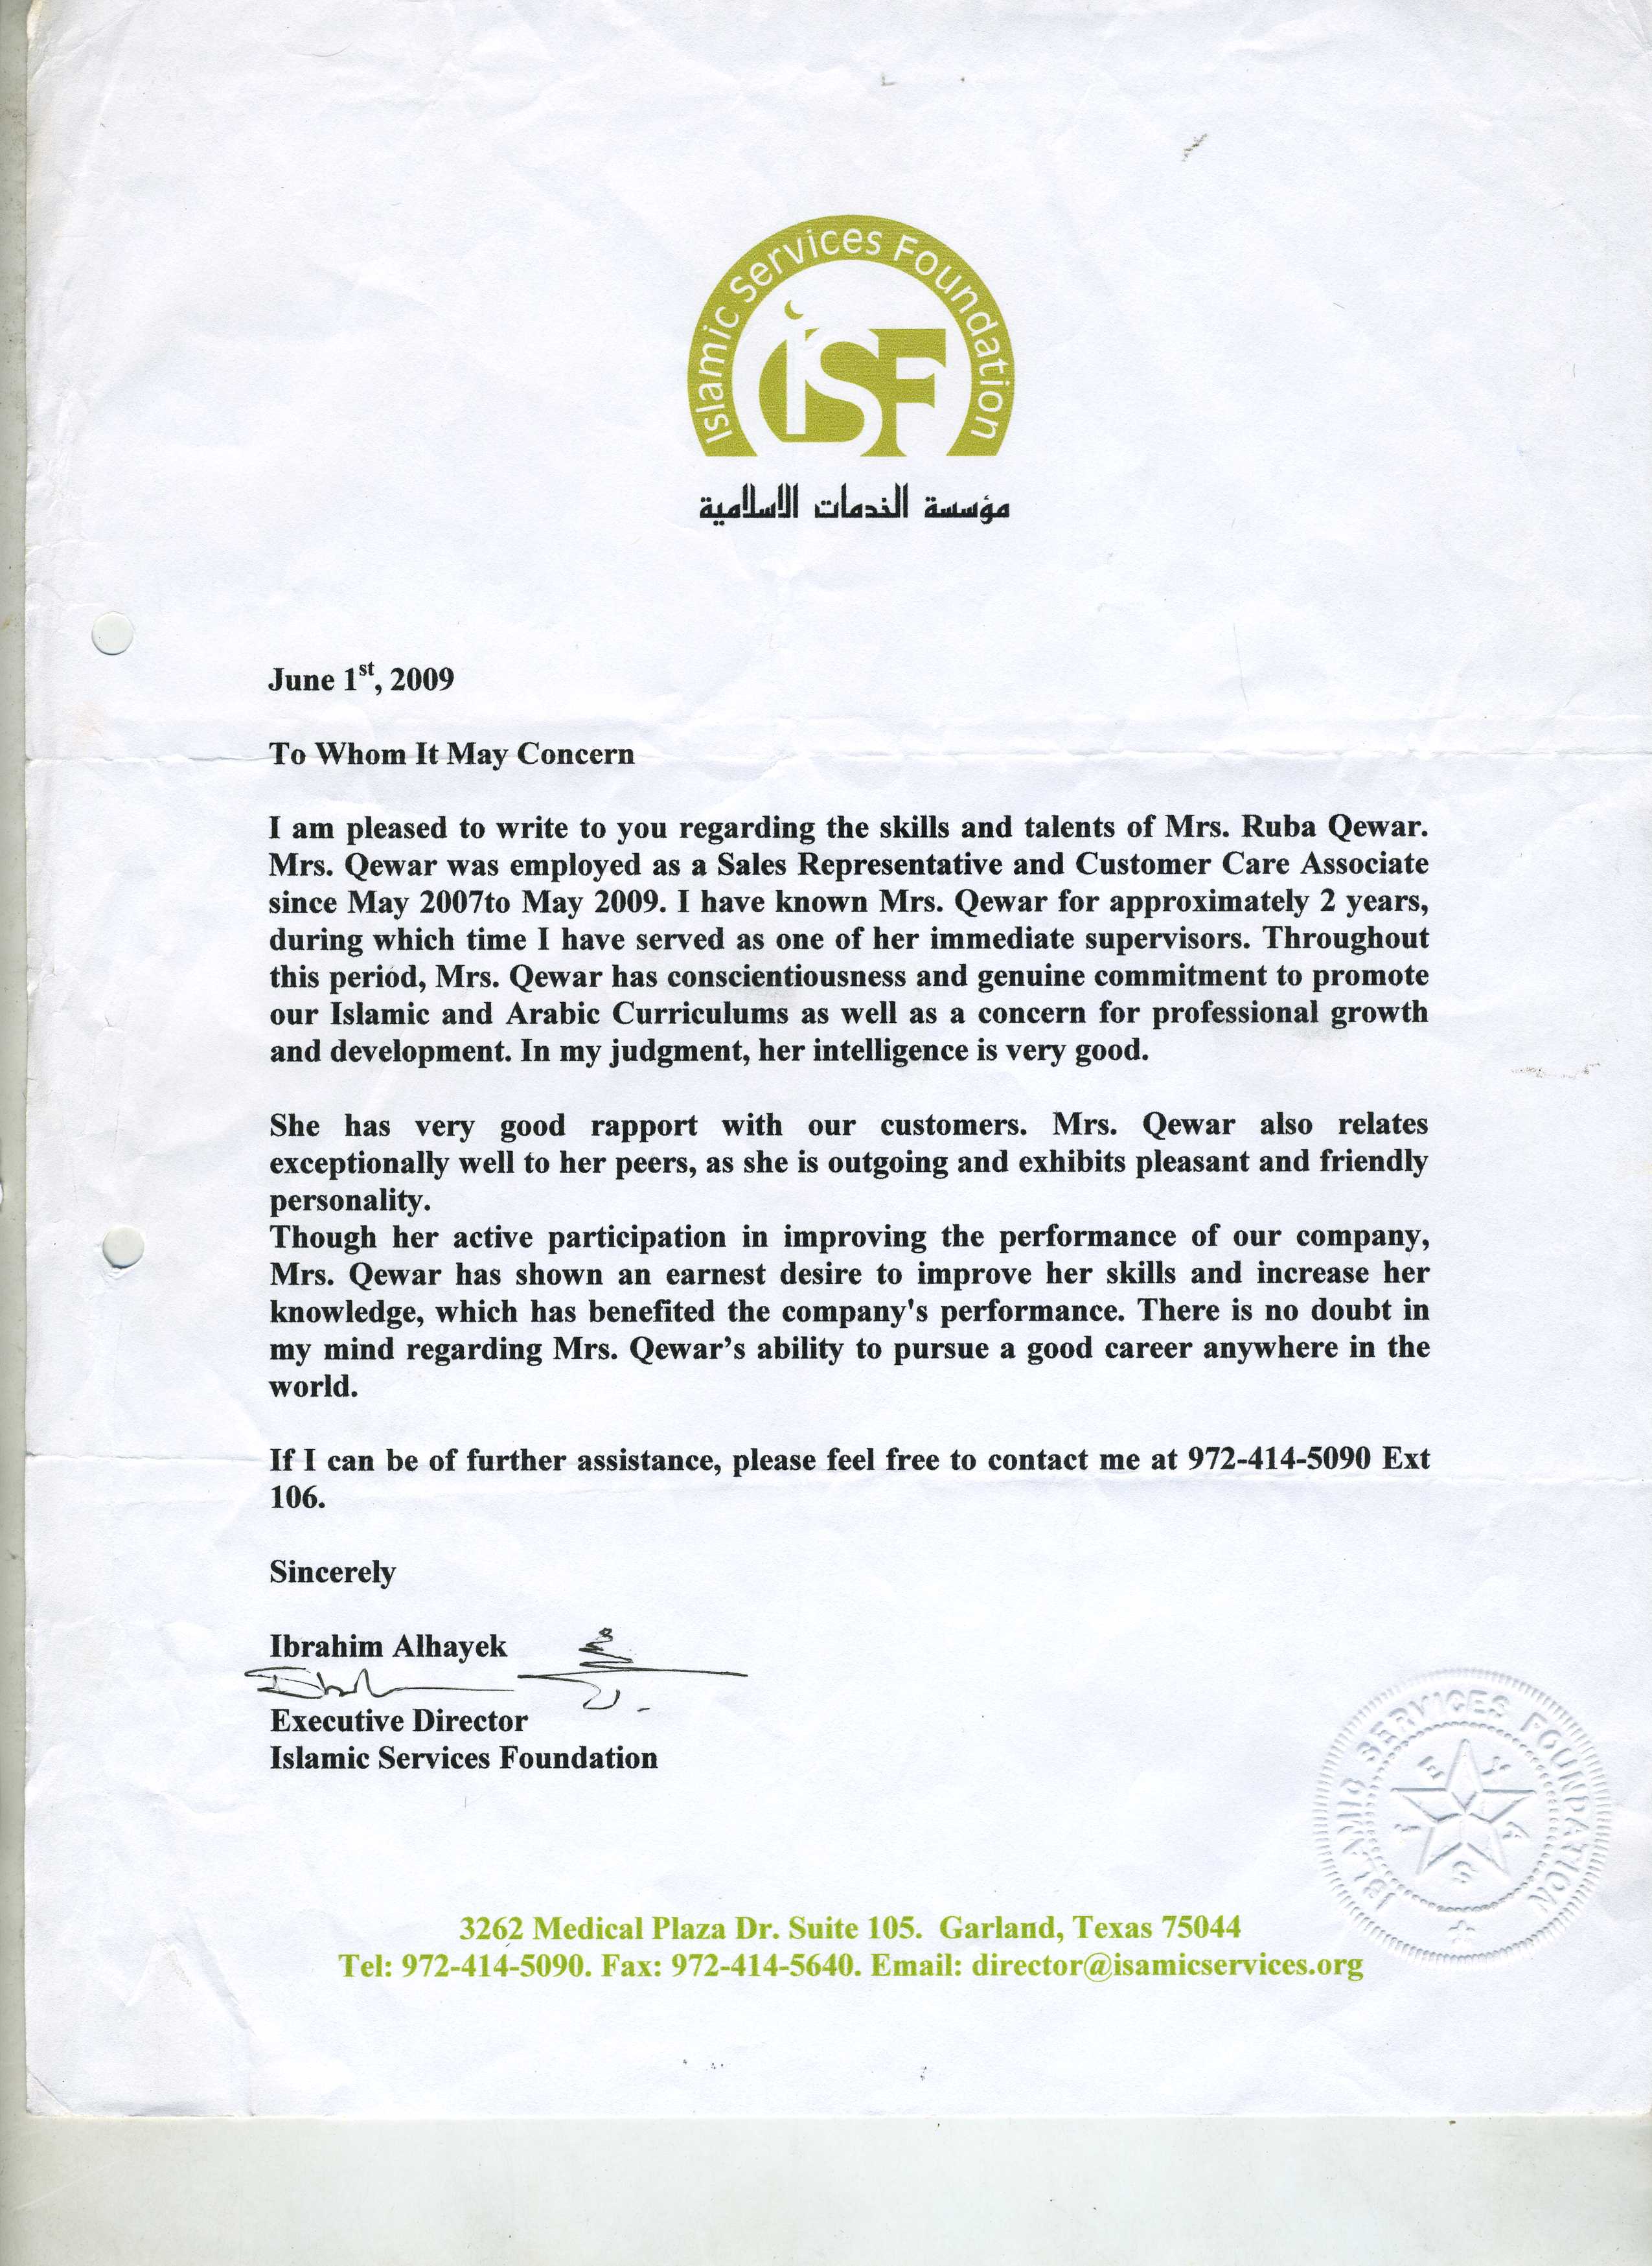 Islamic Services Foundation
iSF
مؤسسة الخدمات الاسلامية
June 1st, 2009
To Whom It May Concern
I am pleased to write to you regarding the skills and talents of Mrs. Ruba Qewar.
Mrs. Qewar was employed as a Sales Representative and Customer Care Associate
since May 2007to May 2009. I have known Mrs. Qewar for approximately 2 years,
during which time I have served as one of her immediate supervisors. Throughout
this period, Mrs. Qewar has conscientiousness and genuine commitment to promote
our Islamic and Arabic Curriculums as well as a concern for professional growth
and development. In my judgment, her intelligence is very good.
She has very good rapport with our customers. Mrs. Qewar also relates
exceptionally well to her peers, as she is outgoing and exhibits pleasant and friendly
personality.
Though her active participation in improving the performance of our company,
Mrs. Qewar has shown an earnest desire to improve her skills and increase her
knowledge, which has benefited the company's performance. There is no doubt in
my mind regarding Mrs. Qewar’s ability to pursue a good career anywhere in the
world.
If I can be of further assistance, please feel free to contact me at 972-414-5090 Ext
106.
Sincerely
Ibrahim Alhayek
Executive Director
Islamic Services Foundation
ISLAMIC SERVICES FOUNDATION
TEXAS
3262 Medical Plaza Dr. Suite 105. Garland, Texas 75044
Tel: 972-414-5090. Fax: 972-414-5640. Email: director@isamicservices.org